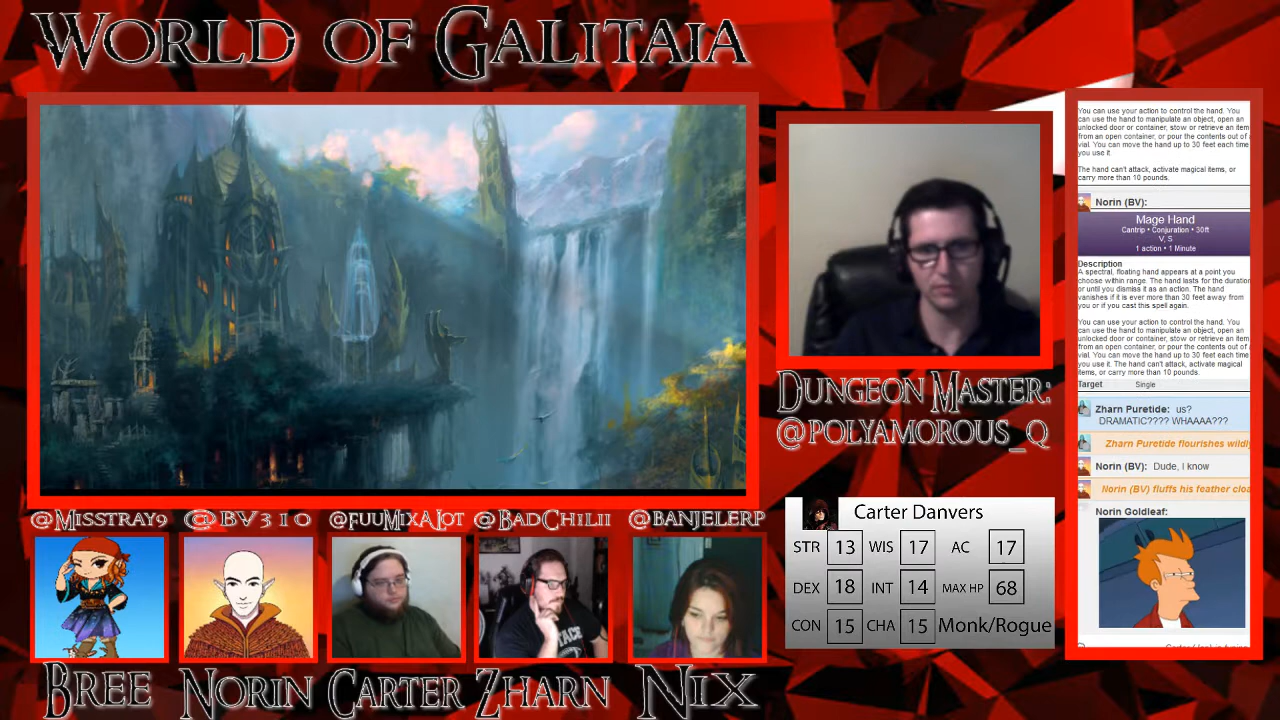 World of Galitaia
You can use your action to control the hand. You
can use the hand to manipulate an object, open an
unlocked door or container, stow or retrieve an item
from an open container, or pour the contents out of
vial. You can move the hand up to 30 feet each time
you use it.
The hand can't attack, activate magical items, or
carry more than 10 pounds.
Norin (BV):
Mage Hand
Cantrip • Conjuration • 30ft
V, S
1 action • 1 Minute
Description
A spectral, floating hand appears at a point you
choose within range. The hand lasts for the duration
or until you dismiss it as an action. The hand
vanishes if it is ever more than 30 feet away from
you or if you cast this spell again.
You can use your action to control the hand. You
can use the hand to manipulate an object, open an
unlocked door or container, stow or retrieve an item
from an open container, or pour the contents out of
vial. You can move the hand up to 30 feet each time
you use it. The hand can't attack, activate magical
items, or carry more than 10 pounds.
Target Single
Zharn Puretide: us?
DRAMATIC???? WHAAAA???
Zharn Puretide flourishes wildly
Norin (BV): Dude, I know
Norin (BV) fluffs his feather cloa
Norin Goldleaf:
Dungeon Master:
@polyamorous_Q
@Misstray9 @BV310 @fuuMixALot @BadChilii @banjelerp
Bree Norin Carter Zharn Nix
Carter Danvers
STR 13 WIS 17 AC 17
DEX 18 INT 14 MAX HP 68
CON 15 CHA 15 Monk/Rogue